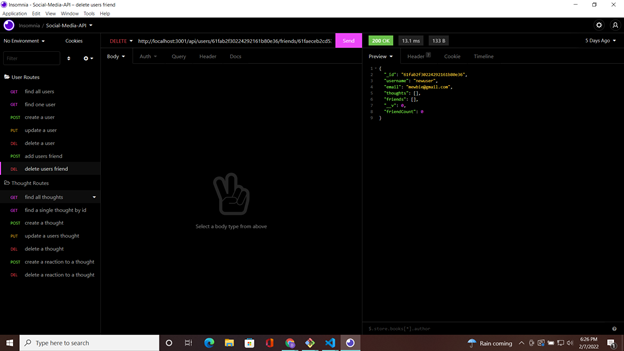 Insomnia - Social-Media-API – delete users friend
Application Edit View Window Tools Help
Insomnia / Social-Media-API
No Environment Cookies
Filter
User Routes
GET find all users
GET find one user
POST create a user
PUT update a user
DEL delete a user
POST add users friend
DEL delete users friend
Thought Routes
GET find all thoughts
GET find a single thought by id
POST create a thought
PUT update a users thought
DEL delete a thought
POST create a reaction to a thought
DEL delete a reaction to a thought
DELETE http://localhost:3001/api/users/61fab2f30224292161b80e36/friends/61faeceb2cd5 Send
Body Auth Query Header Docs
Select a body type from above
200 OK 13.1 ms 133 B 5 Days Ago
Preview Header Cookie Timeline
1 {
2 "_id": "61fab2f30224292161b80e36",
3 "username": "newuser",
4 "email": "newbie@gmail.com",
5 "thoughts": [],
6 "friends": [],
7 "__v": 0,
8 "friendCount": 0
9 }
$.store.books[*].author
Type here to search
Rain coming
6:26 PM
2/7/2022